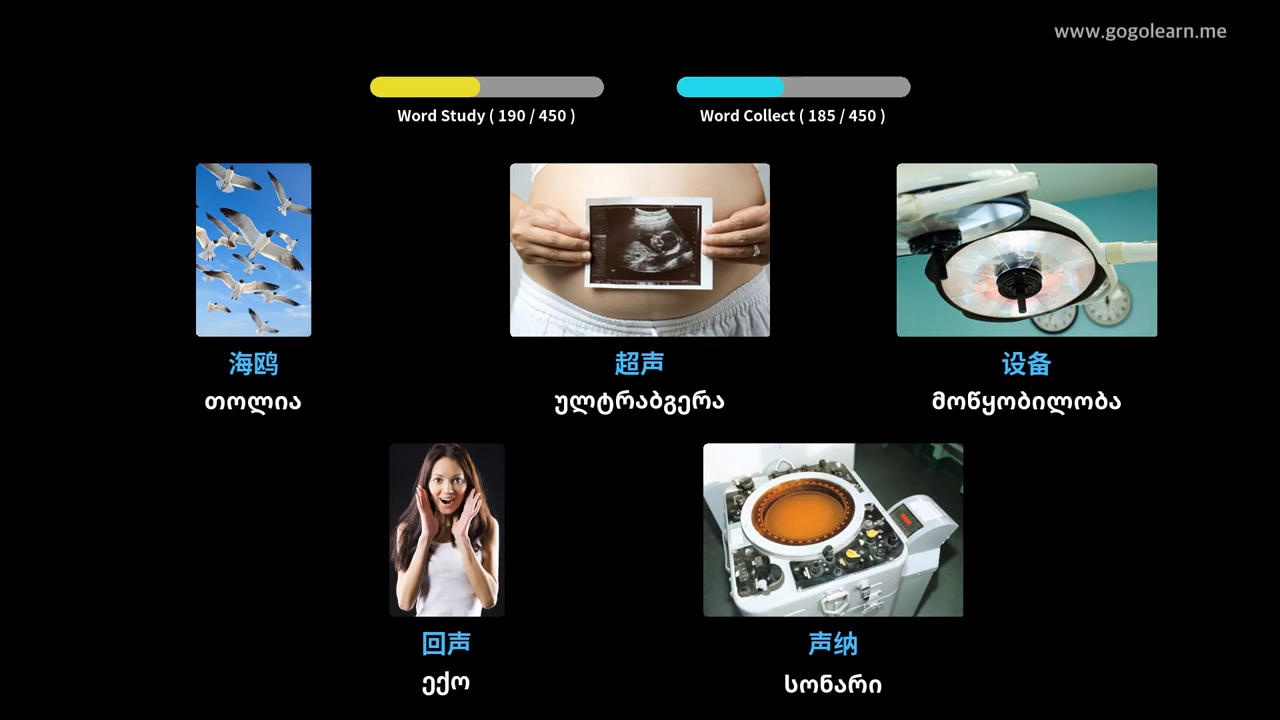 www.gogolearn.me
Word Study ( 190 / 450 )
Word Collect ( 185 / 450 )
海鸥
თოლია
超声
ულტრაბგერა
设备
მოწყობილობა
回声
ექო
声纳
სონარი